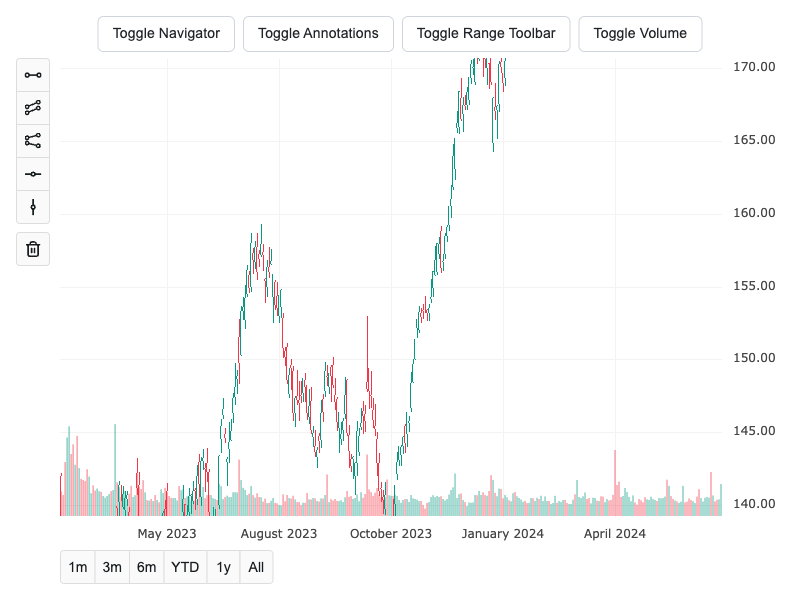 Toggle Navigator Toggle Annotations Toggle Range Toolbar Toggle Volume
170.00
165.00
160.00
155.00
150.00
145.00
140.00
May 2023 August 2023 October 2023 January 2024 April 2024
1m 3m 6m YTD 1y All